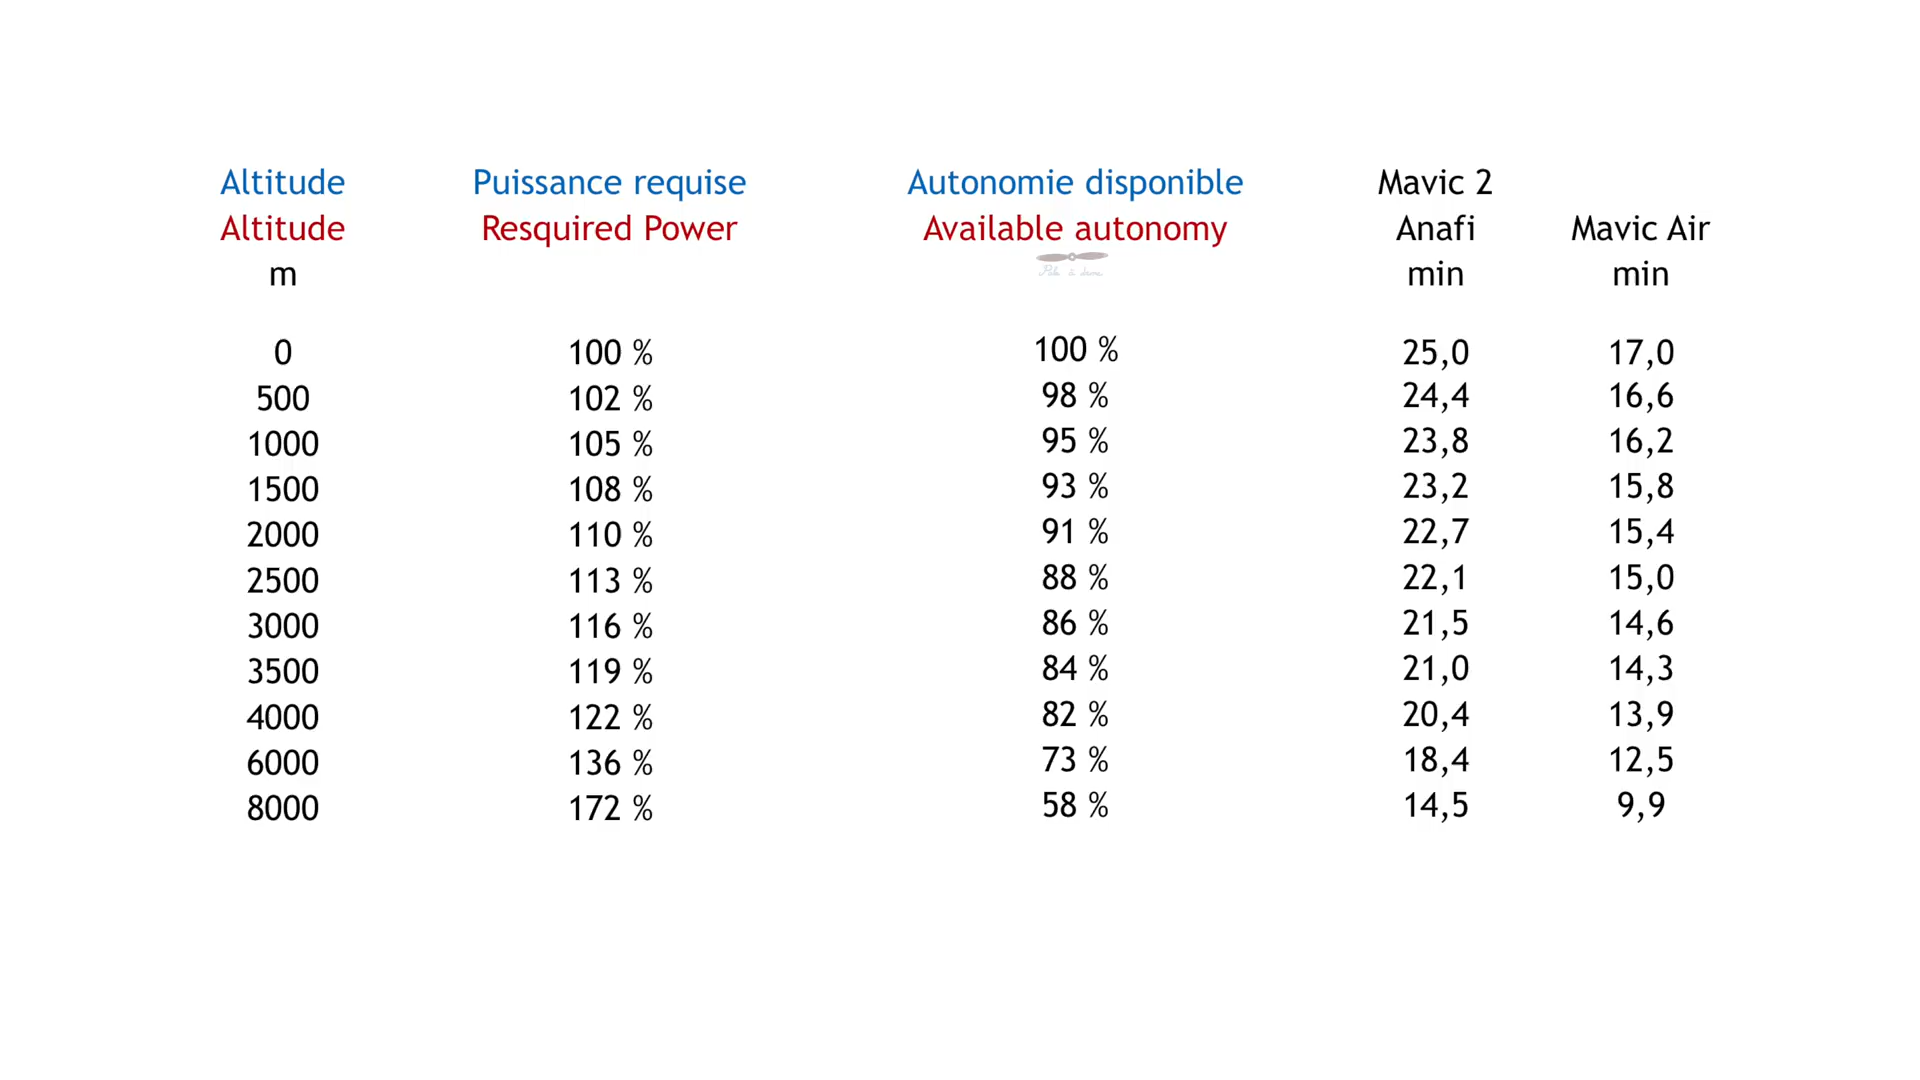 Altitude Puissance requise Autonomie disponible Mavic 2
Altitude Resquired Power Available autonomy Anafi Mavic Air
m min min
0 100 % 100 % 25,0 17,0
500 102 % 98 % 24,4 16,6
1000 105 % 95 % 23,8 16,2
1500 108 % 93 % 23,2 15,8
2000 110 % 91 % 22,7 15,4
2500 113 % 88 % 22,1 15,0
3000 116 % 86 % 21,5 14,6
3500 119 % 84 % 21,0 14,3
4000 122 % 82 % 20,4 13,9
6000 136 % 73 % 18,4 12,5
8000 172 % 58 % 14,5 9,9